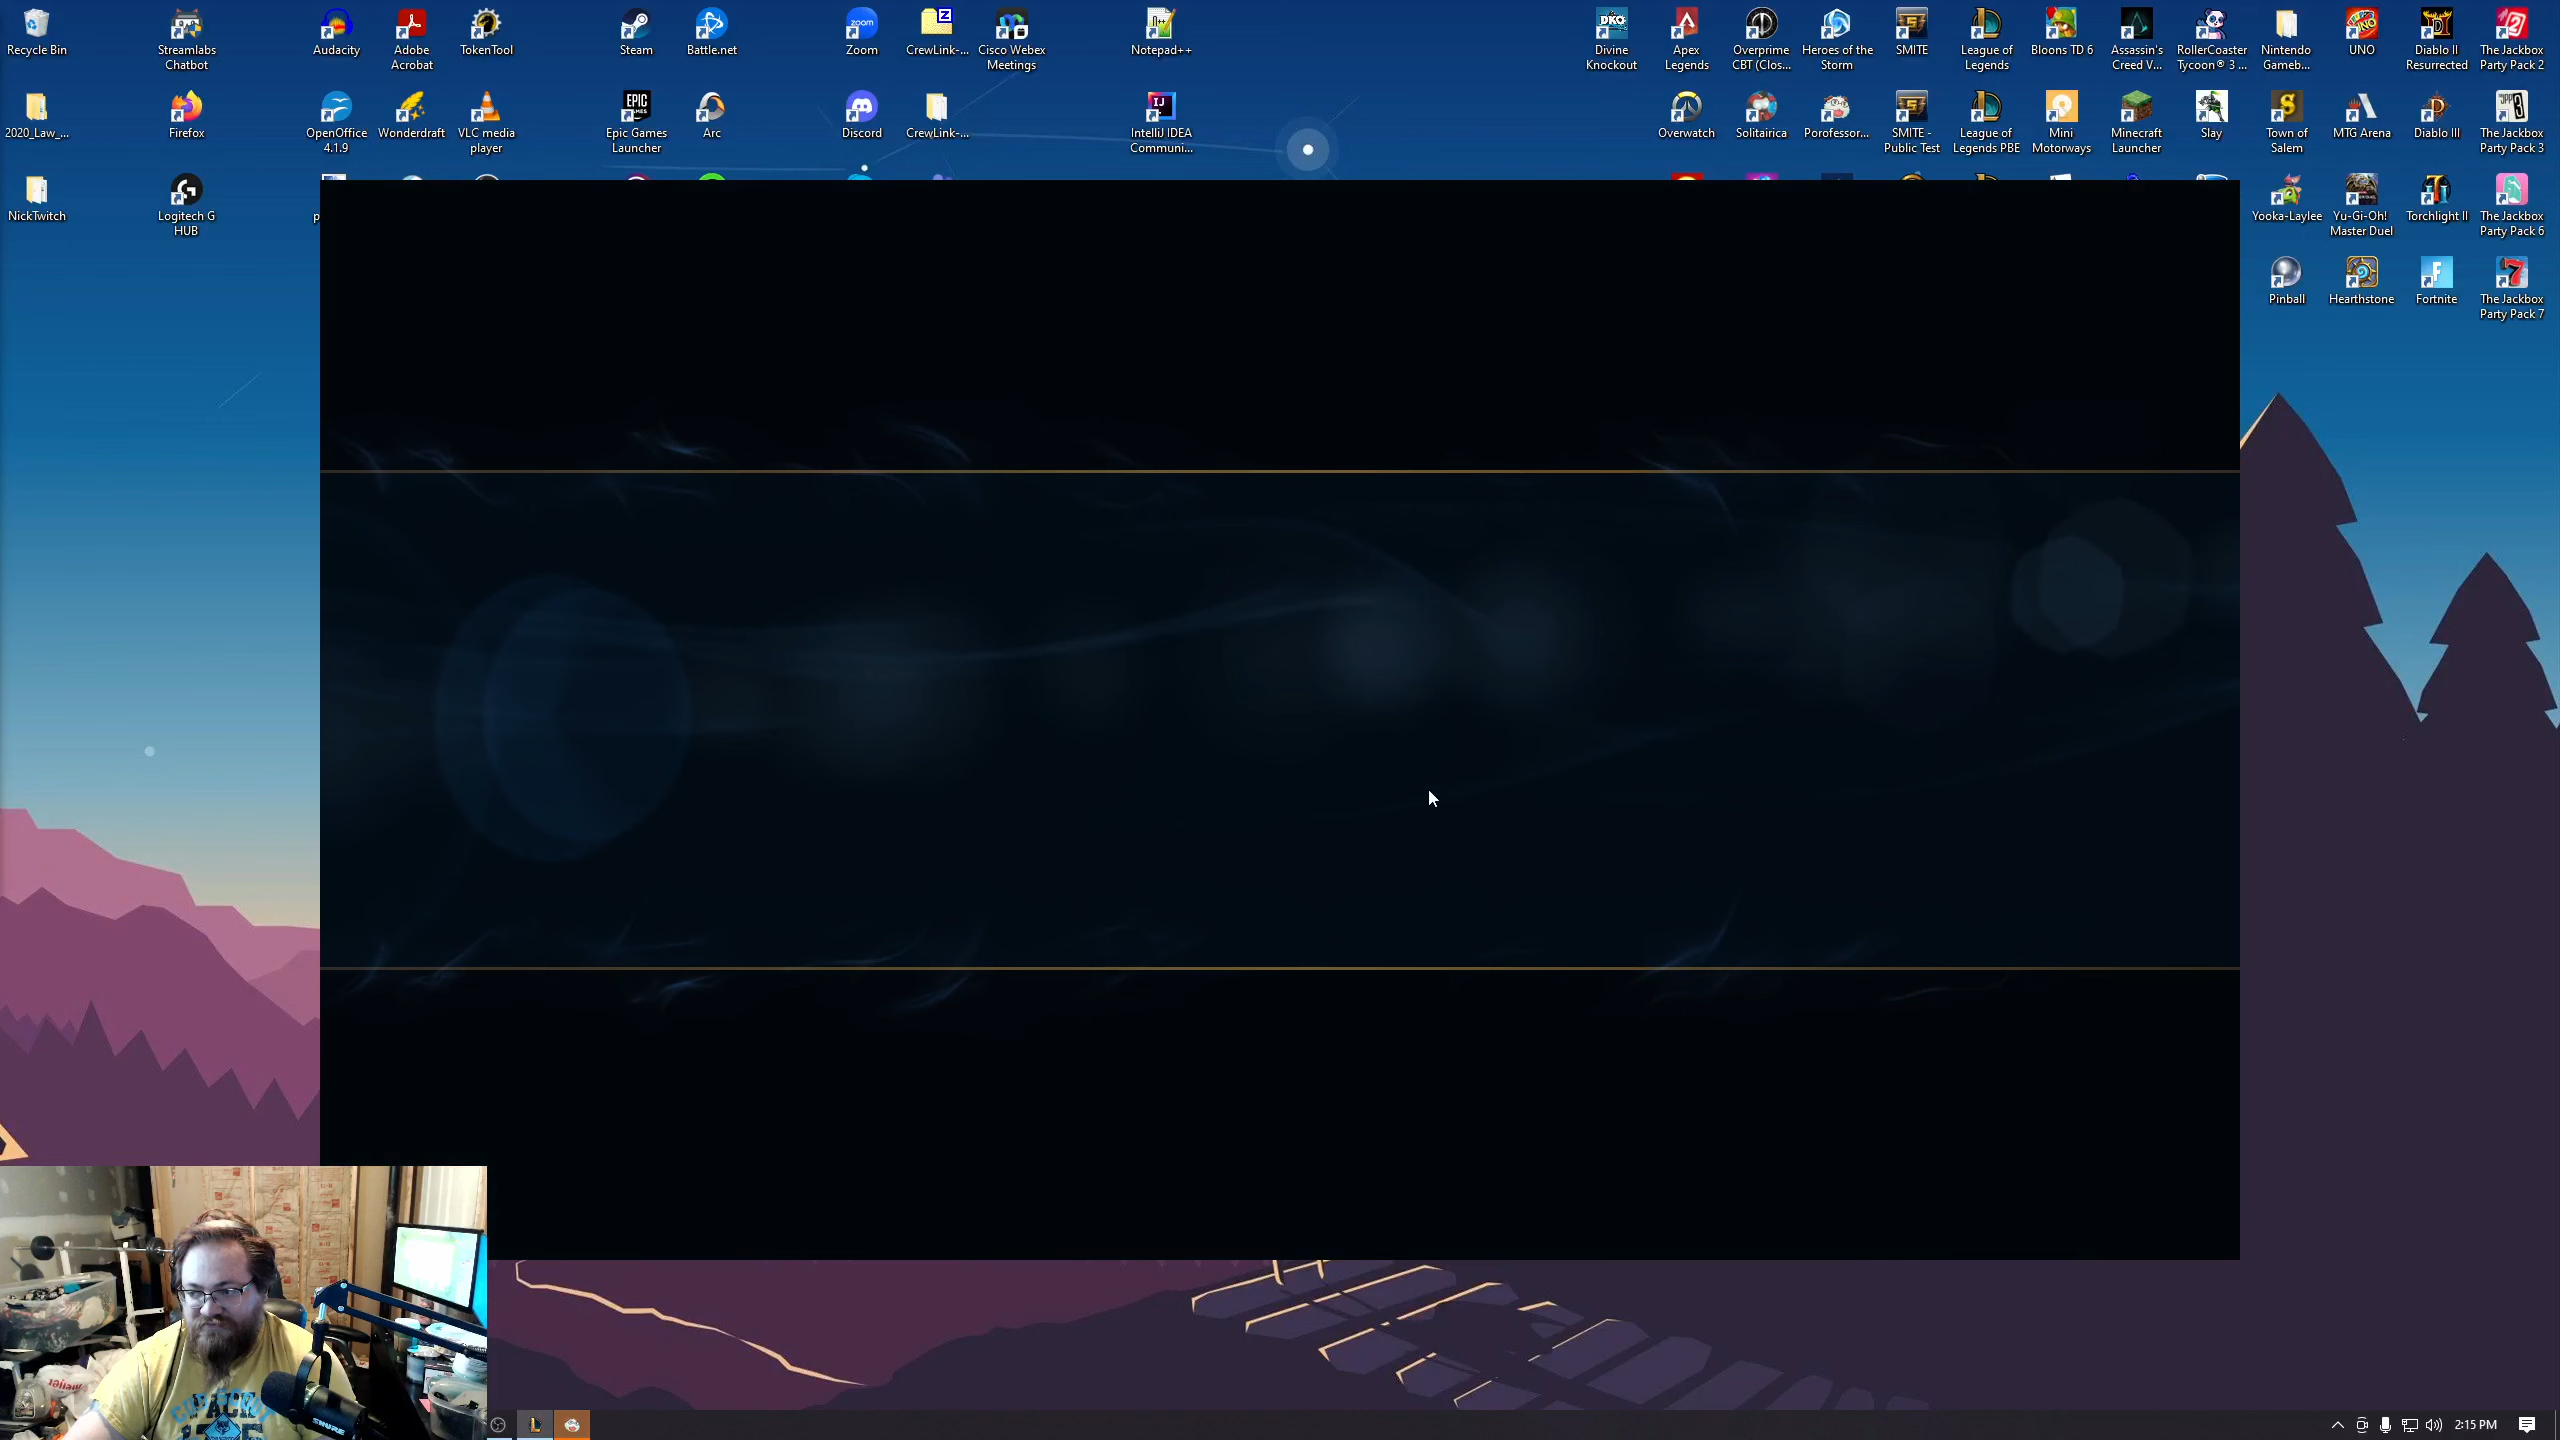 Recycle Bin
Streamlabs
Chatbot
Audacity
Adobe
Acrobat
TokenTool
Steam
Battle.net
Zoom
CrewLink-...
Cisco Webex
Meetings
Notepad++
Divine
Knockout
Apex
Legends
Overprime
CBT (Clos...
Heroes of the
Storm
SMITE
League of
Legends
Bloons TD 6
Assassin's
Creed V...
RollerCoaster
Tycoon® 3 ...
Nintendo
Gameb...
UNO
Diablo II
Resurrected
The Jackbox
Party Pack 2
2020_Law_...
Firefox
OpenOffice
4.1.9
Wonderdraft
VLC media
player
Epic Games
Launcher
Arc
Discord
CrewLink-...
IntelliJ IDEA
Communi...
Overwatch
Solitairica
Porofessor...
SMITE -
Public Test
League of
Legends PBE
Mini
Motorways
Minecraft
Launcher
Slay
Town of
Salem
MTG Arena
Diablo III
The Jackbox
Party Pack 3
NickTwitch
Logitech G
HUB
p
Yooka-Laylee
Yu-Gi-Oh!
Master Duel
Torchlight II
The Jackbox
Party Pack 6
Pinball
Hearthstone
Fortnite
The Jackbox
Party Pack 7
SHURE
2:15 PM